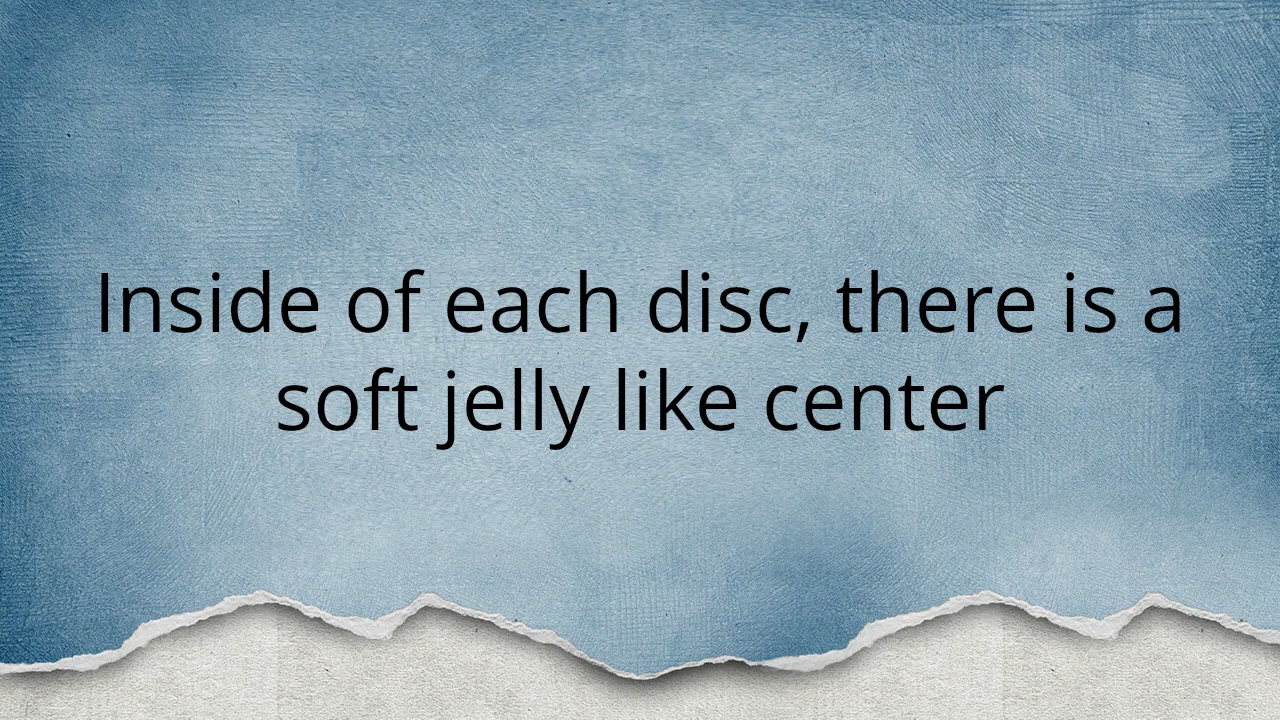 Inside of each disc, there is a
soft jelly like center